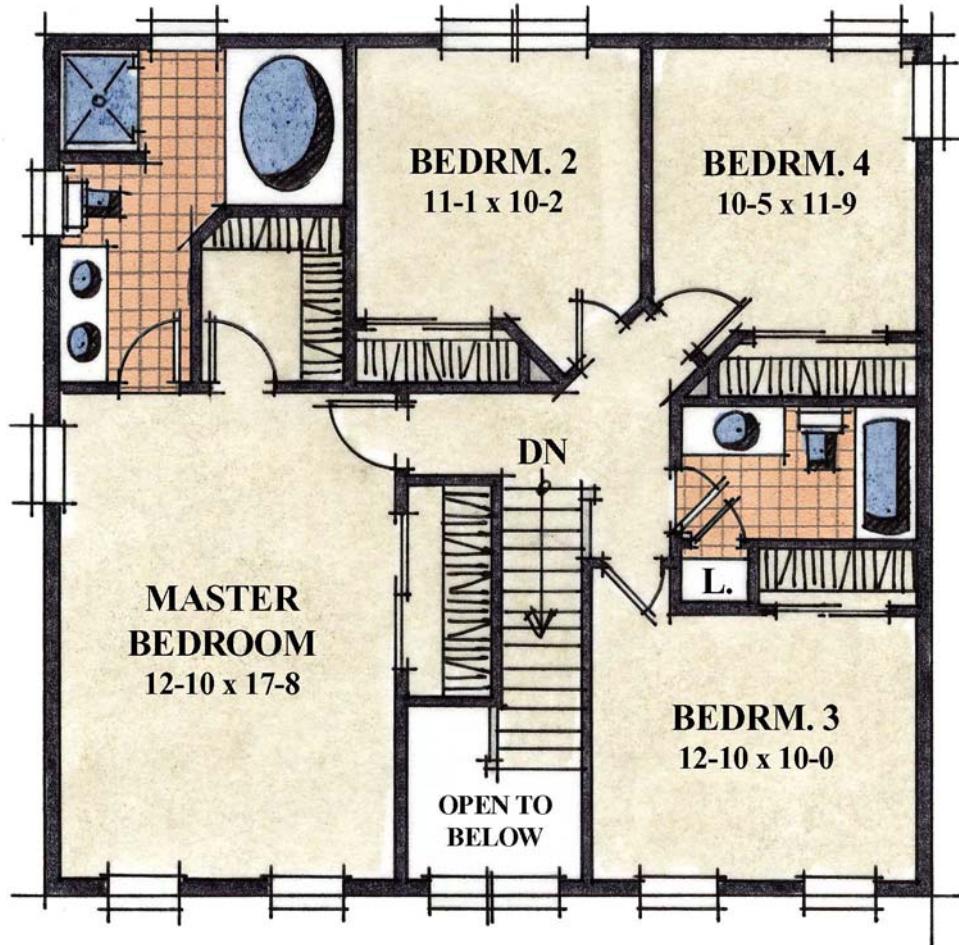 BEDRM. 2
11-1 x 10-2
BEDRM. 4
10-5 x 11-9
DN
MASTER
BEDROOM
12-10 x 17-8
L.
BEDRM. 3
12-10 x 10-0
OPEN TO
BELOW